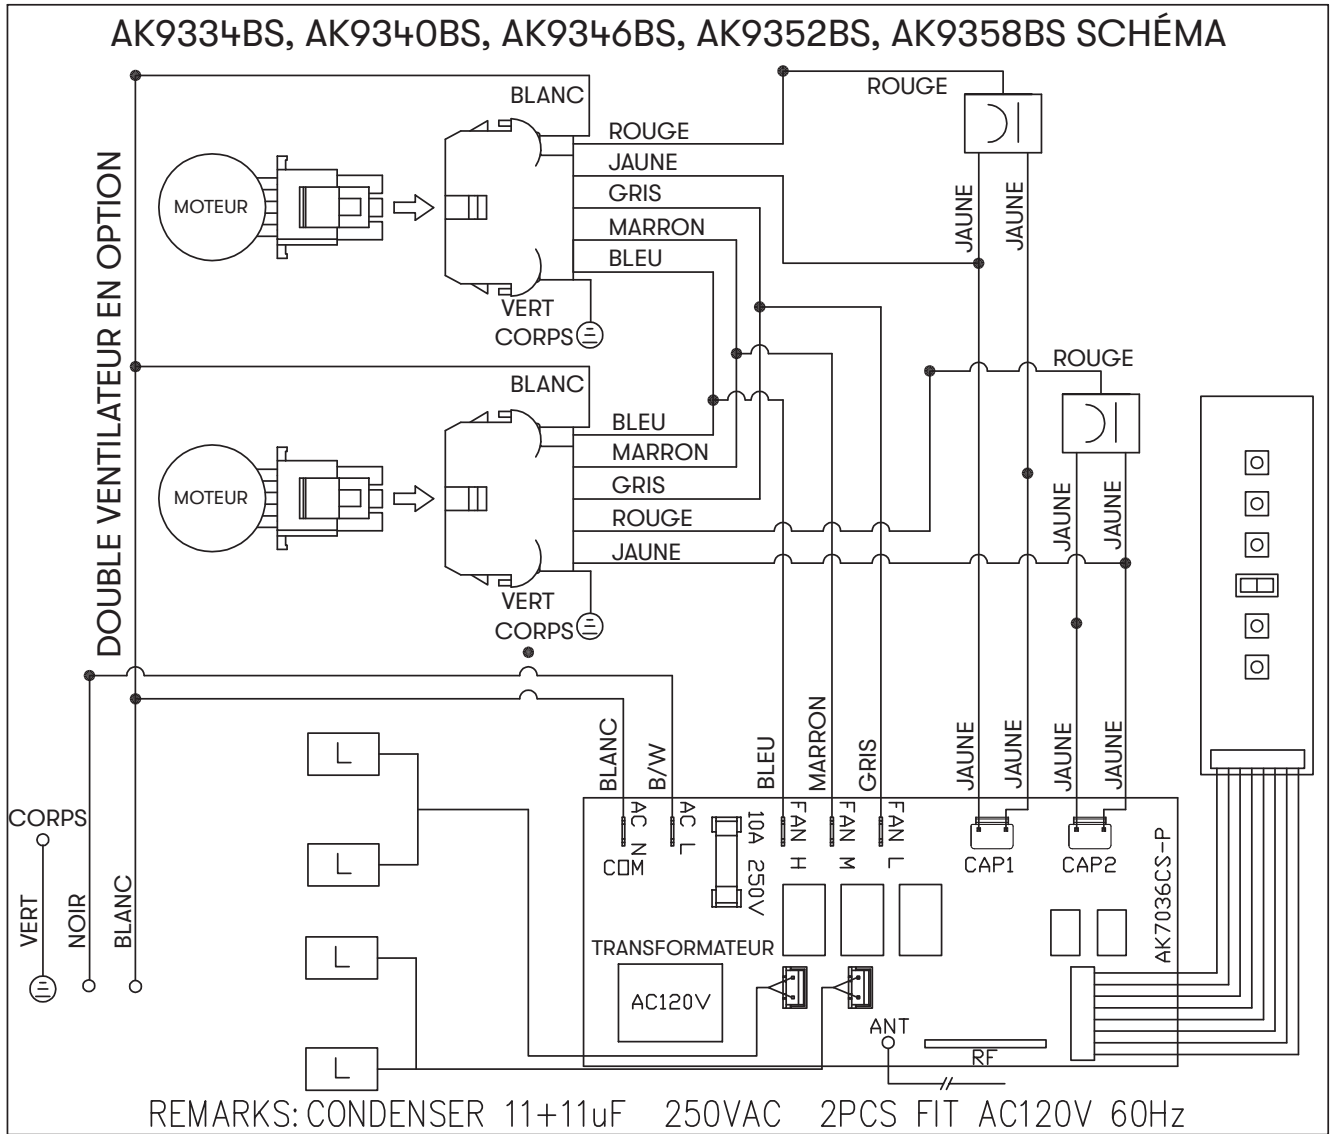 AK9334BS, AK9340BS, AK9346BS, AK9352BS, AK9358BS SCHÉMA
DOUBLE VENTILATEUR EN OPTION
BLANC
ROUGE
JAUNE
GRIS
MARRON
BLEU
VERT
CORPS
MOTEUR
ROUGE
JAUNE
JAUNE
BLANC
BLEU
MARRON
GRIS
ROUGE
JAUNE
VERT
CORPS
MOTEUR
ROUGE
JAUNE
JAUNE
L
L
L
L
CORPS
VERT
NOIR
BLANC
BLANC
B/W
BLEU
MARRON
GRIS
JAUNE
JAUNE
JAUNE
JAUNE
AC N
COM
AC L
10A 250V
FAN H
FAN M
FAN L
CAP1
CAP2
AK7036CS-P
TRANSFORMATEUR
AC120V
ANT
RF
REMARKS: CONDENSER 11+11uF 250VAC 2PCS FIT AC120V 60Hz